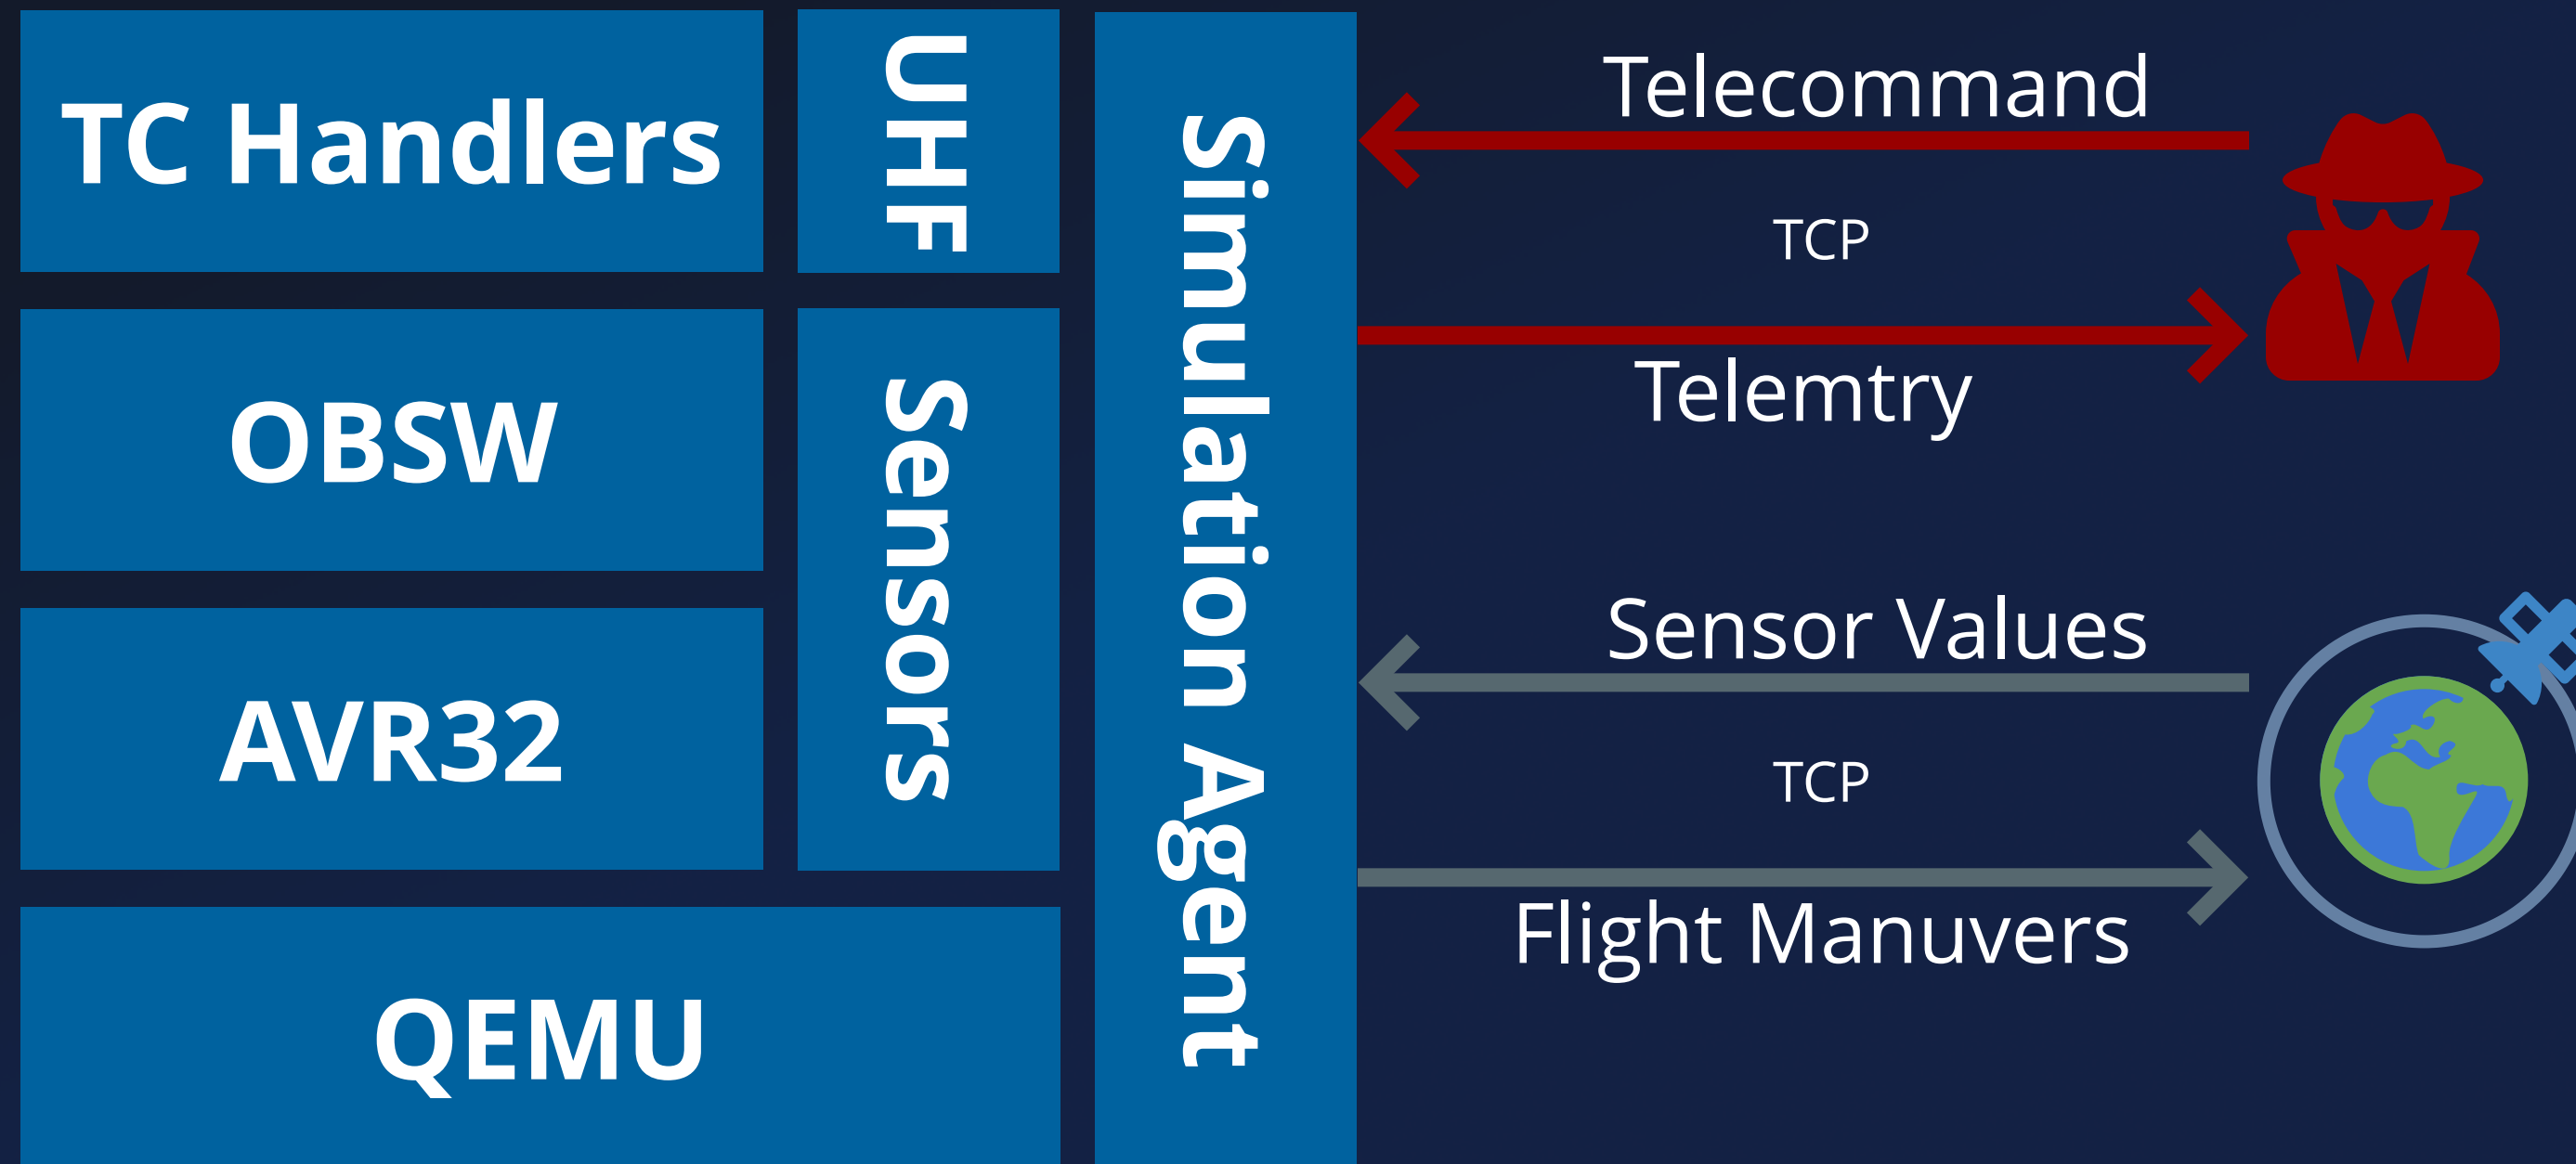 TC Handlers
OBSW
AVR32
QEMU
UHF
Sensors
Simulation Agent
Telecommand
TCP
Telemtry
Sensor Values
TCP
Flight Manuvers